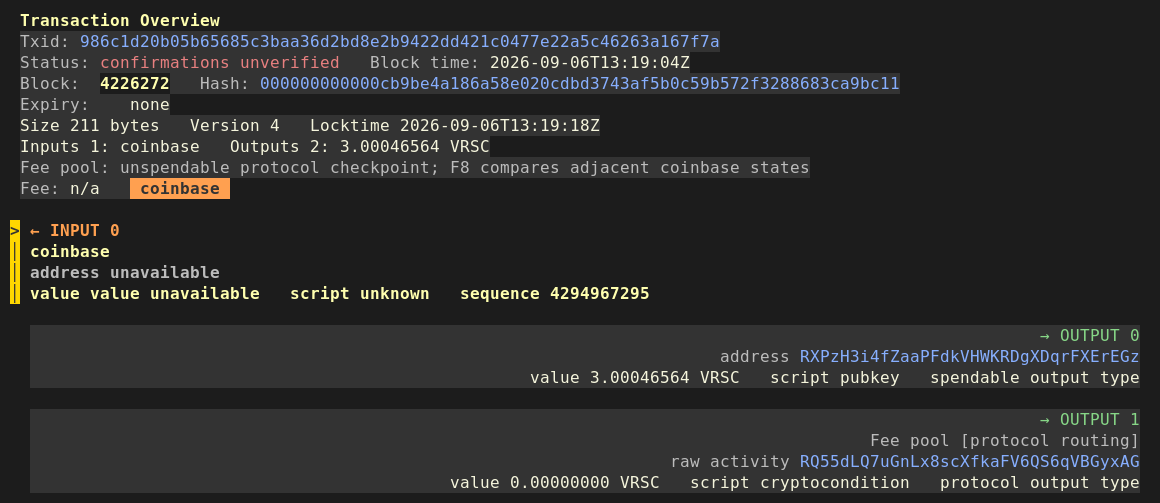 Transaction Overview
Txid: 986c1d20b05b65685c3baa36d2bd8e2b9422dd421c0477e22a5c46263a167f7a
Status: confirmations unverified   Block time: 2026-09-06T13:19:04Z
Block:  4226272   Hash: 000000000000cb9be4a186a58e020cdbd3743af5b0c59b572f3288683ca9bc11
Expiry:    none
Size 211 bytes   Version 4   Locktime 2026-09-06T13:19:18Z
Inputs 1: coinbase   Outputs 2: 3.00046564 VRSC
Fee pool: unspendable protocol checkpoint; F8 compares adjacent coinbase states
Fee: n/a    coinbase
> ← INPUT 0
│ coinbase
│ address unavailable
│ value value unavailable   script unknown   sequence 4294967295
→ OUTPUT 0
address RXPzH3i4fZaaPFdkVHWKRDgXDqrFXErEGz
value 3.00046564 VRSC   script pubkey   spendable output type
→ OUTPUT 1
Fee pool [protocol routing]
raw activity RQ55dLQ7uGnLx8scXfkaFV6QS6qVBGyxAG
value 0.00000000 VRSC   script cryptocondition   protocol output type